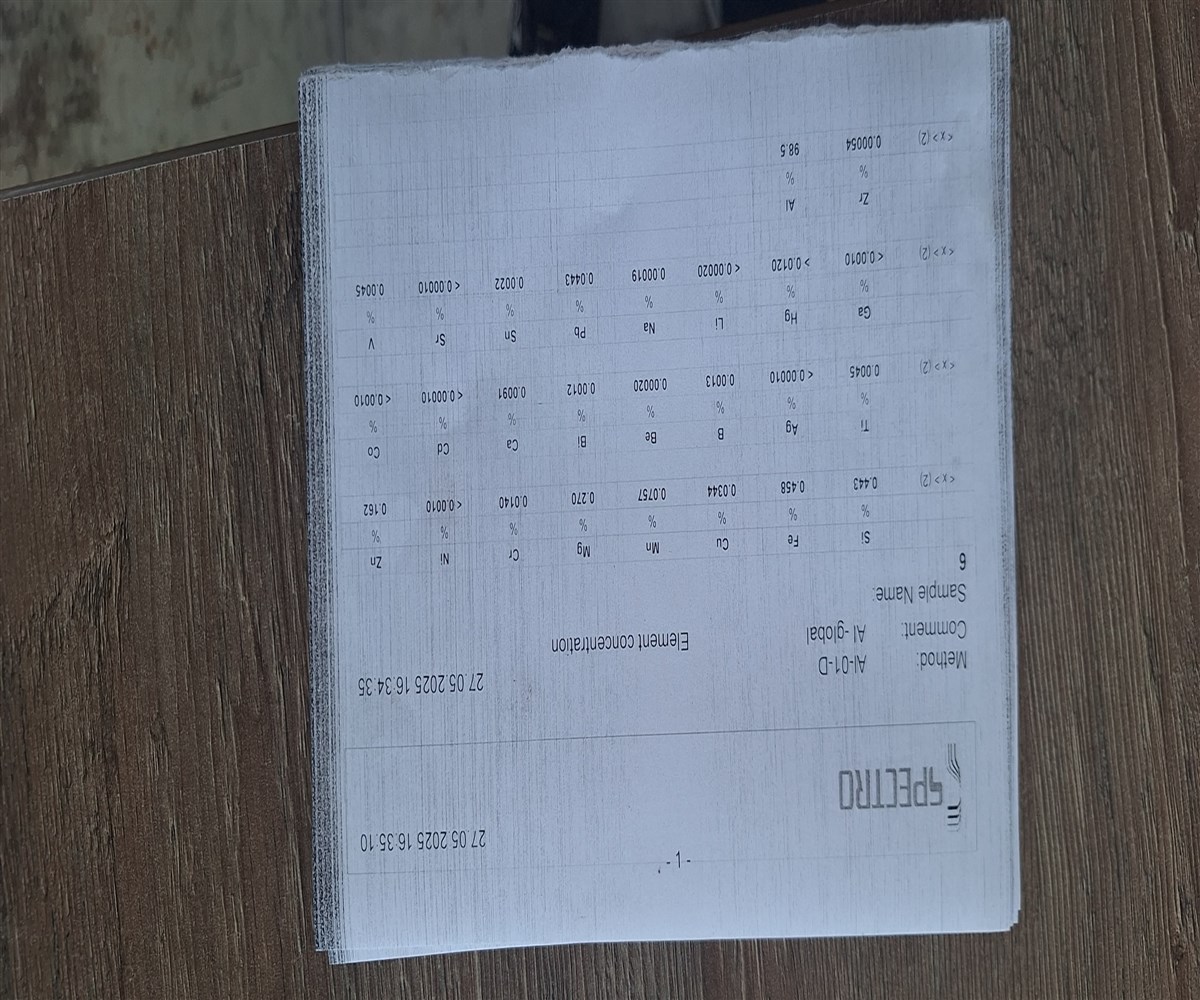 - 1 -
27.05.2025 16:35:10
SPECTRO
27.05.2025 16:34:35
Method: Al-01-D
Comment: Al-global
Element concentration
Sample Name:
6
Si Fe Cu Mn Mg Cr Ni Zn
% % % % % % % %
< x > (2) 0.443 0.458 0.0344 0.0757 0.270 0.0140 < 0.0010 0.162
Ti Ag B Be Bi Ca Cd Co
% % % % % % % %
< x > (2) 0.0045 < 0.00010 0.0013 0.00020 0.0012 0.0091 < 0.00010 < 0.0010
Ga Hg Li Na Pb Sn Sr V
% % % % % % % %
< x > (2) < 0.0010 > 0.0120 < 0.00020 0.00019 0.0443 0.0022 < 0.00010 0.0045
Zr Al
% %
< x > (2) 0.00054 98.5